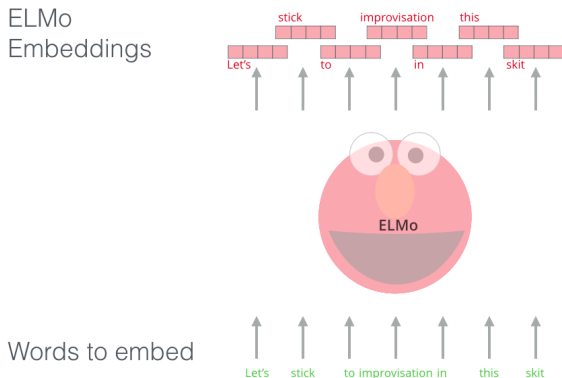 ELMo
Embeddings
stick improvisation this
Let's to in skit
ELMo
Words to embed
Let's stick to improvisation in this skit